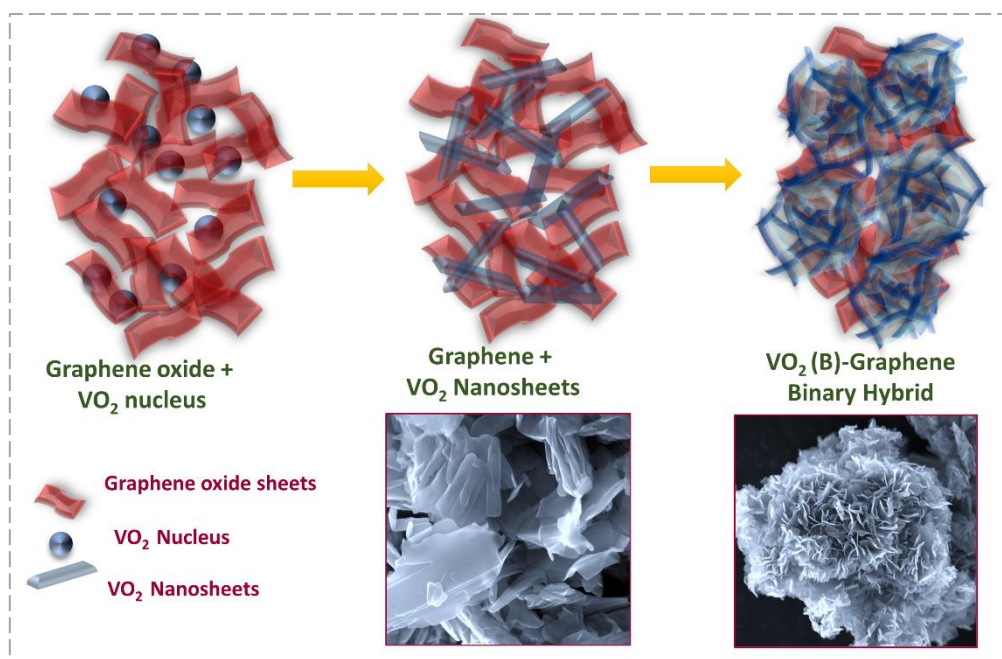 Graphene oxide +
VO₂ nucleus
Graphene +
VO₂ Nanosheets
VO₂ (B)-Graphene
Binary Hybrid
Graphene oxide sheets
VO₂ Nucleus
VO₂ Nanosheets